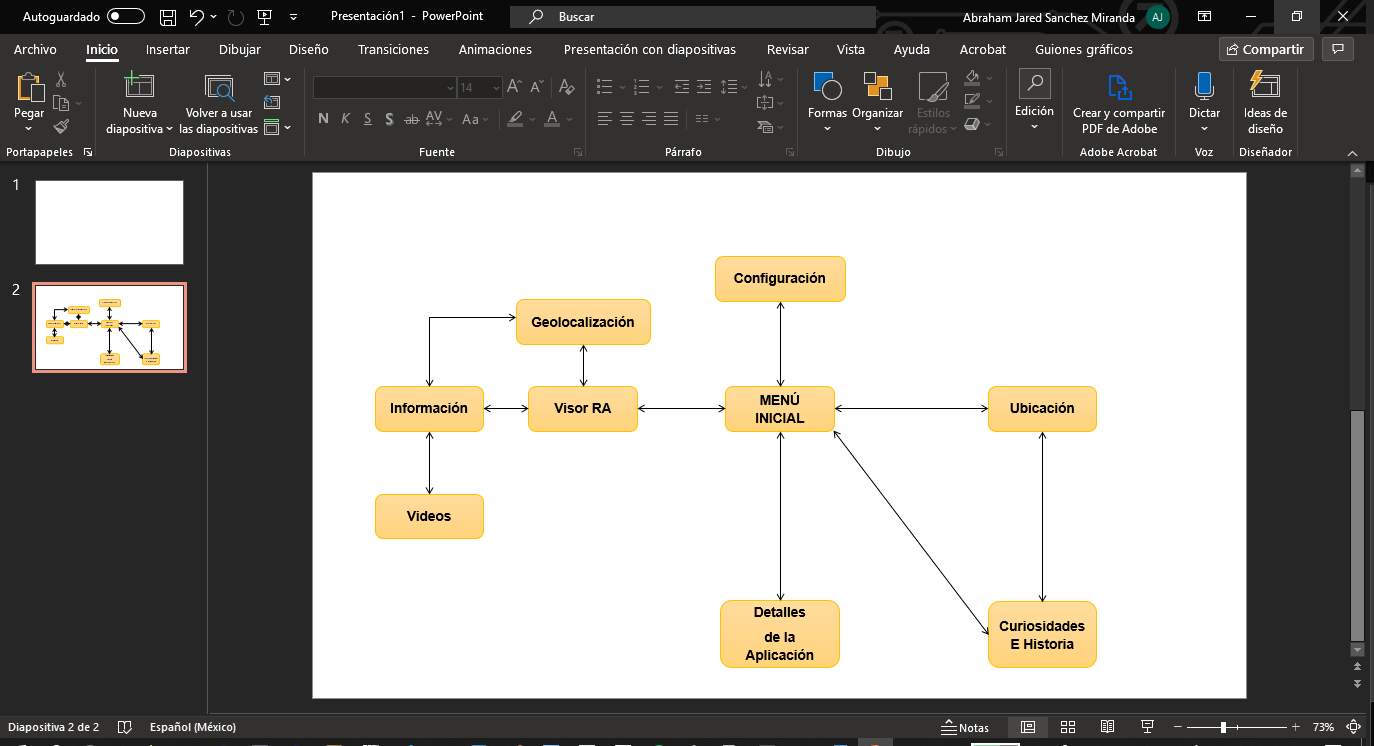 Autoguardado
Presentación1 - PowerPoint
Buscar
Abraham Jared Sanchez Miranda
AJ
Archivo
Inicio
Insertar
Dibujar
Diseño
Transiciones
Animaciones
Presentación con diapositivas
Revisar
Vista
Ayuda
Acrobat
Guiones gráficos
Compartir
Pegar
Nueva
diapositiva
Volver a usar
las diapositivas
14
N K S S ab AV Aa A
Formas
Organizar
Estilos
rápidos
Edición
Crear y compartir
PDF de Adobe
Dictar
Ideas de
diseño
Portapapeles
Diapositivas
Fuente
Párrafo
Dibujo
Adobe Acrobat
Voz
Diseñador
1
2
Configuración
Geolocalización
Información
Visor RA
MENÚ
INICIAL
Ubicación
Videos
Detalles
de la
Aplicación
Curiosidades
E Historia
Diapositiva 2 de 2
Español (México)
Notas
73%